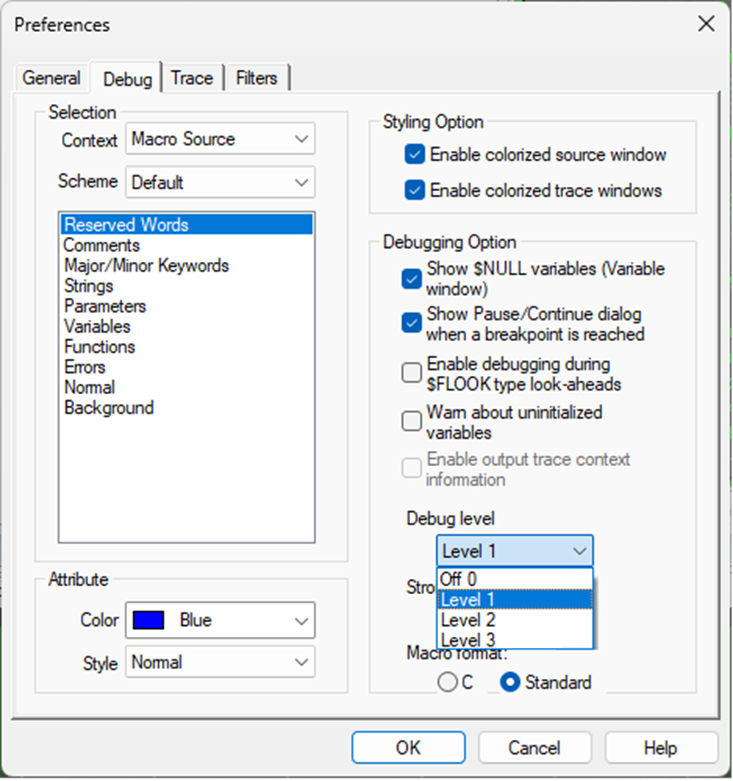 Preferences
General Debug Trace Filters
Selection
Context Macro Source
Scheme Default
Reserved Words
Comments
Major/Minor Keywords
Strings
Parameters
Variables
Functions
Errors
Normal
Background
Attribute
Color Blue
Style Normal
Styling Option
Enable colorized source window
Enable colorized trace windows
Debugging Option
Show $NULL variables (Variable
window)
Show Pause/Continue dialog
when a breakpoint is reached
Enable debugging during
$FLOOK type look-aheads
Warn about uninitialized
variables
Enable output trace context
information
Debug level
Level 1
Off 0
Level 1
Level 2
Level 3
Stro
Macro format:
C Standard
OK Cancel Help